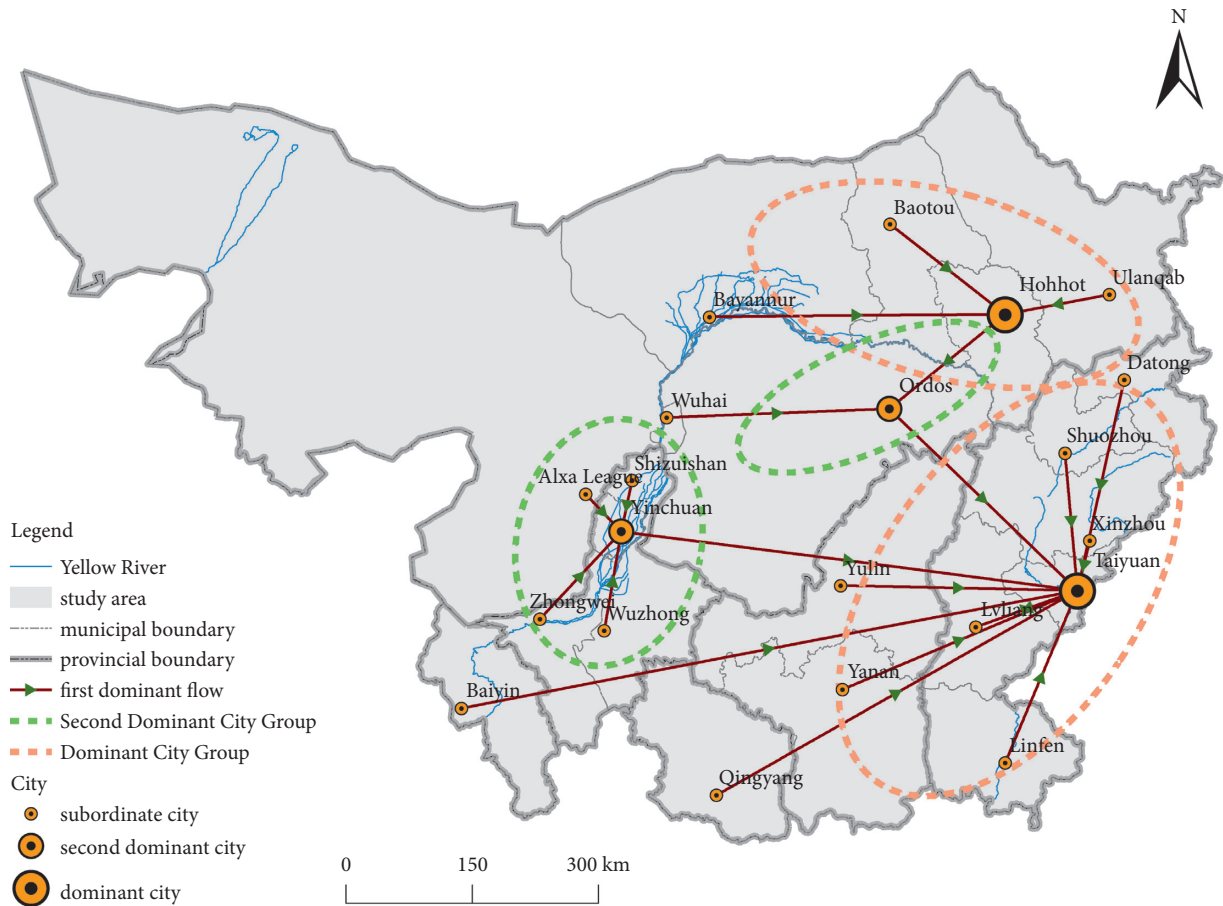 N
Baotou
Hohhot
Ulanqab
Bayannur
Datong
Ordos
Wuhai
Shuozhou
Shizuishan
Alxa League
Yinchuan
Xinzhou
Taiyuan
Yulin
Zhongwei
Wuzhong
Lvliang
Yanan
Baiyin
Linfen
Qingyang
Legend
Yellow River
study area
municipal boundary
provincial boundary
first dominant flow
Second Dominant City Group
Dominant City Group
City
subordinate city
second dominant city
dominant city
0 150 300 km